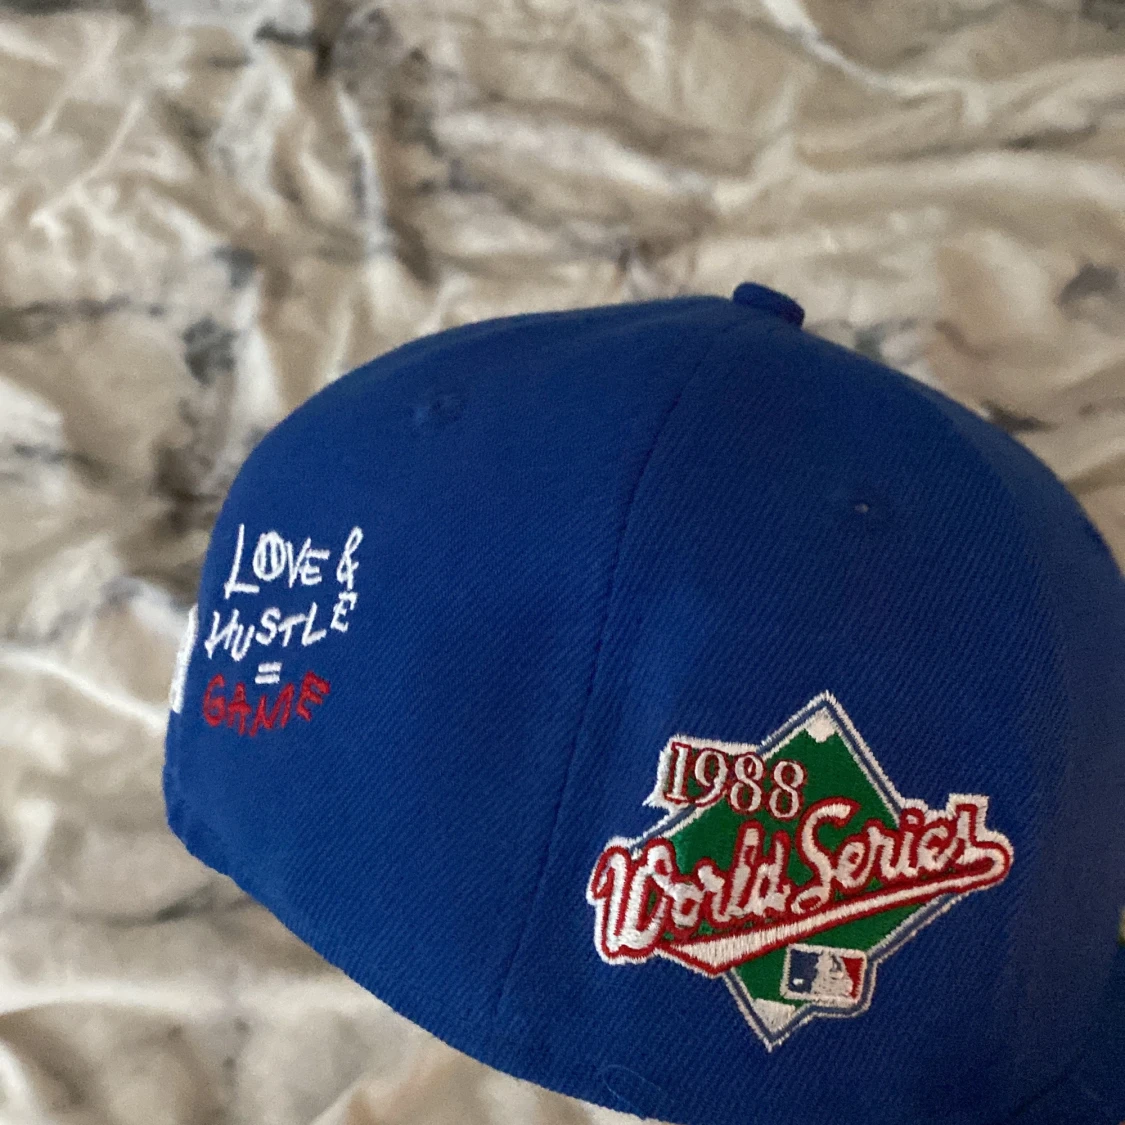 LOVE &
HUSTLE
=
GAME
1988
World Series